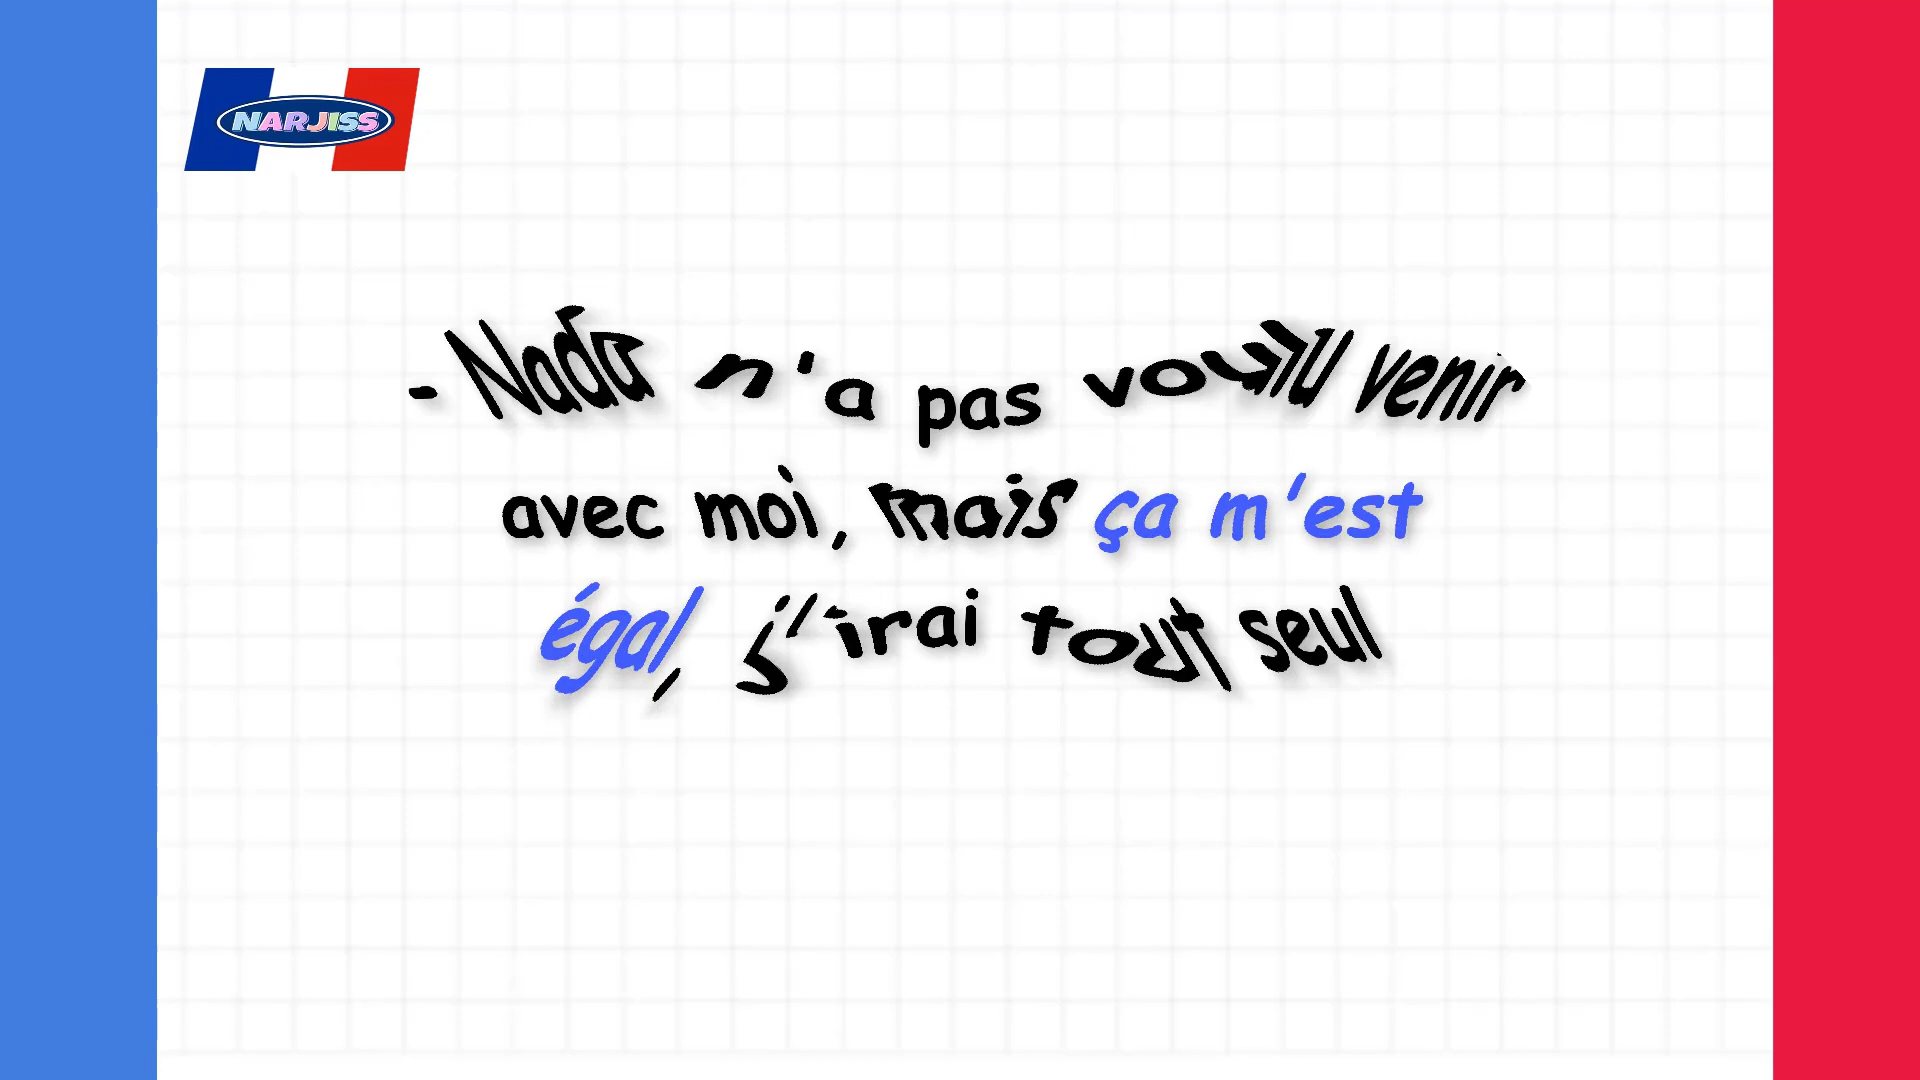 NARJISS
- Nada n'a pas voulu venir
avec moi, mais ça m'est
égal, j'irai tout seul